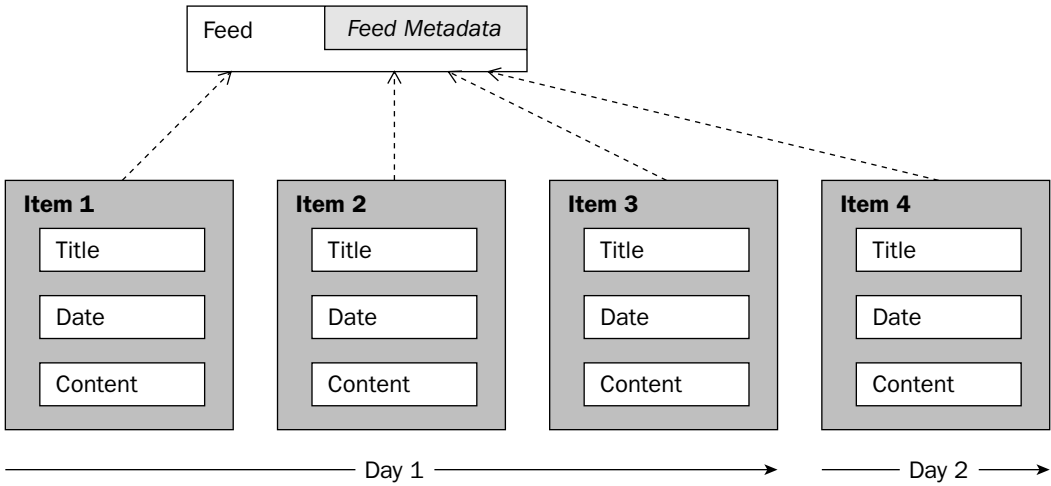 Feed
Feed Metadata
Item 1
Title
Date
Content
Item 2
Title
Date
Content
Item 3
Title
Date
Content
Item 4
Title
Date
Content
Day 1
Day 2